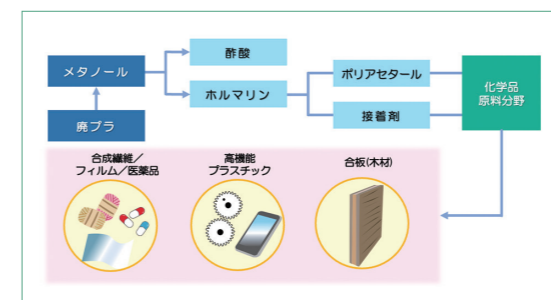 酢酸
メタノール
ホルマリン
ポリアセタール
化学品
原料分野
廃プラ
接着剤
合成繊維/
フィルム/医薬品
高機能
プラスチック
合板(木材)